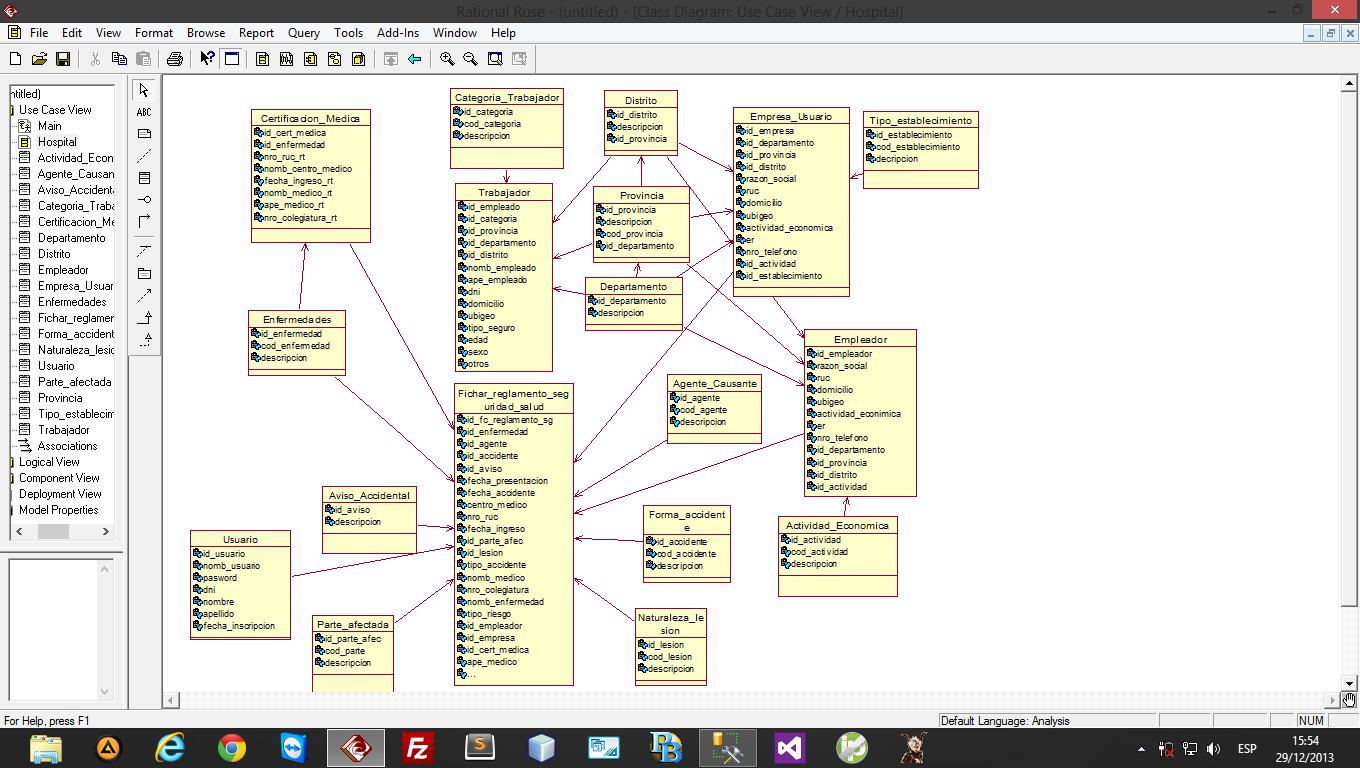 Rational Rose - (untitled) - [Class Diagram: Use Case View / Hospital]
File Edit View Format Browse Report Query Tools Add-Ins Window Help
ntitled)
Use Case View
Main
Hospital
Actividad_Econ
Agente_Causan
Aviso_Accidenta
Categoria_Traba
Certificacion_Me
Departamento
Distrito
Empleador
Empresa_Usuar
Enfermedades
Fichar_reglamen
Forma_accident
Naturaleza_lesic
Usuario
Parte_afectada
Provincia
Tipo_establecim
Trabajador
Associations
Logical View
Component View
Deployment View
Model Properties
ABC
Certificacion_Medica
id_cert_medica
id_enfermedad
nro_ruc_rt
nomb_centro_medico
fecha_ingreso_rt
nomb_medico_rt
ape_medico_rt
nro_colegiatura_rt
Categoria_Trabajador
id_categoria
cod_categoria
descripcion
Distrito
id_distrito
descripcion
id_provincia
Empresa_Usuario
id_empresa
id_departamento
id_provincia
id_distrito
razon_social
ruc
domicilio
ubigeo
actividad_economica
er
nro_telefono
id_actividad
id_establecimiento
Tipo_establecimiento
id_establecimiento
cod_establecimiento
decripcion
Trabajador
id_empleado
id_categoria
id_provincia
id_departamento
id_distrito
nomb_empleado
ape_empleado
dni
domicilio
ubigeo
tipo_seguro
edad
sexo
otros
Provincia
id_provincia
descripcion
cod_provincia
id_departamento
Departamento
id_departamento
descripcion
Enfermedades
id_enfermedad
cod_enfermedad
descripcion
Empleador
id_empleador
razon_social
ruc
domicilio
ubigeo
actividad_econimica
er
nro_telefono
id_departamento
id_provincia
id_distrito
id_actividad
Fichar_reglamento_seg
uridad_salud
id_fc_reglamento_sg
id_enfermedad
id_agente
id_accidente
id_aviso
fecha_presentacion
fecha_accidente
centro_medico
nro_ruc
fecha_ingreso
id_parte_afec
id_lesion
tipo_accidente
nomb_medico
nro_colegiatura
nomb_enfermedad
tipo_riesgo
id_empleador
id_empresa
id_cert_medica
ape_medico
...
Agente_Causante
id_agente
cod_agente
descripcion
Aviso_Accidental
id_aviso
descripcion
Forma_accident
e
id_accidente
cod_accidente
descripcion
Actividad_Economica
id_actividad
cod_actividad
descripcion
Usuario
id_usuario
nomb_usuario
pasword
dni
nombre
apellido
fecha_inscripcion
Parte_afectada
id_parte_afec
cod_parte
descripcion
Naturaleza_le
sion
id_lesion
cod_lesion
descripcion
For Help, press F1
Default Language: Analysis
NUM
ESP
15:54
29/12/2013